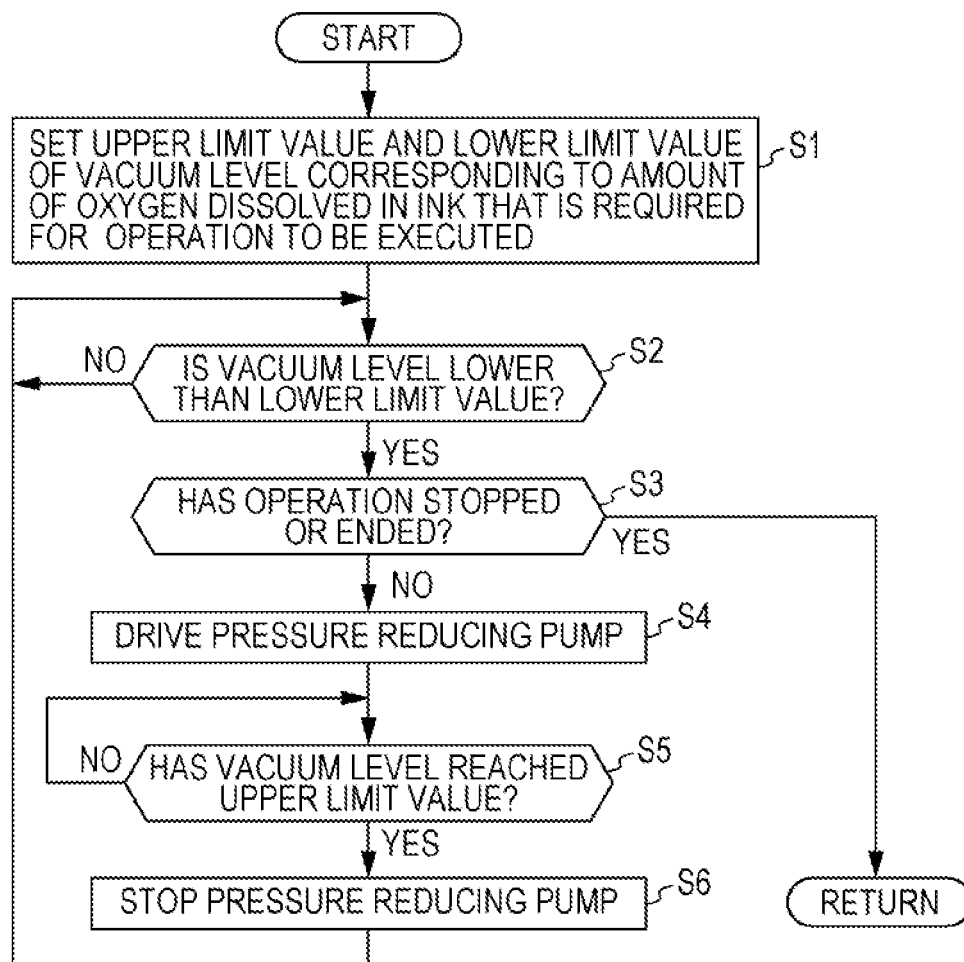 START
SET UPPER LIMIT VALUE AND LOWER LIMIT VALUE
OF VACUUM LEVEL CORRESPONDING TO AMOUNT
OF OXYGEN DISSOLVED IN INK THAT IS REQUIRED
FOR OPERATION TO BE EXECUTED
S1
NO
IS VACUUM LEVEL LOWER
THAN LOWER LIMIT VALUE?
S2
YES
HAS OPERATION STOPPED
OR ENDED?
S3
YES
NO
DRIVE PRESSURE REDUCING PUMP
S4
NO
HAS VACUUM LEVEL REACHED
UPPER LIMIT VALUE?
S5
YES
STOP PRESSURE REDUCING PUMP
S6
RETURN